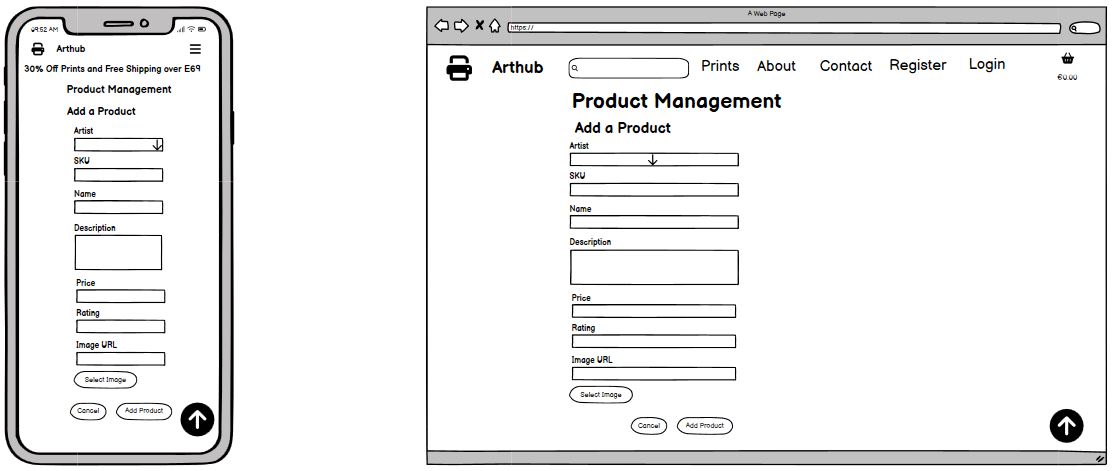 09:52 AM
Arthub
30% Off Prints and Free Shipping over E69
Product Management
Add a Product
Artist
SKU
Name
Description
Price
Rating
Image URL
Select Image
Cancel
Add Product
A Web Page
https://
Arthub
Prints
About
Contact
Register
Login
€0.00
Product Management
Add a Product
Artist
SKU
Name
Description
Price
Rating
Image URL
Select Image
Cancel
Add Product